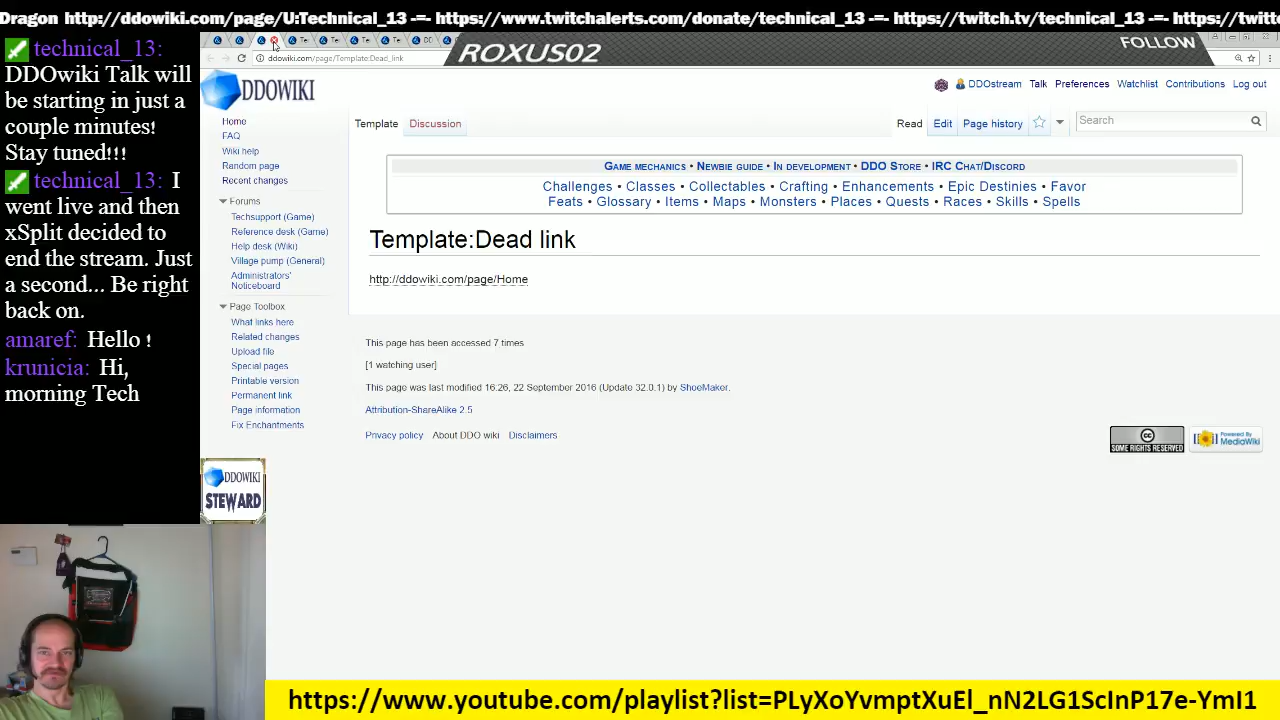 Dragon http://ddowiki.com/page/U:Technical_13 -=- https://www.twitchalerts.com/donate/technical_13 -=- https://twitch.tv/technical_13 -=- https://twitt
technical_13:
DDOwiki Talk will
be starting in just a
couple minutes!
Stay tuned!!!
technical_13: I
went live and then
xSplit decided to
end the stream. Just
a second... Be right
back on.
amaref: Hello !
krunicia: Hi,
morning Tech
ROXUS02
FOLLOW
ddowiki.com/page/Template:Dead_link
DDOWIKI
DDOstream Talk Preferences Watchlist Contributions Log out
Template Discussion
Read Edit Page history
Search
Home
FAQ
Wiki help
Random page
Recent changes
Forums
Techsupport (Game)
Reference desk (Game)
Help desk (Wiki)
Village pump (General)
Administrators'
Noticeboard
Page Toolbox
What links here
Related changes
Upload file
Special pages
Printable version
Permanent link
Page information
Fix Enchantments
Game mechanics • Newbie guide • In development • DDO Store • IRC Chat/Discord
Challenges • Classes • Collectables • Crafting • Enhancements • Epic Destinies • Favor
Feats • Glossary • Items • Maps • Monsters • Places • Quests • Races • Skills • Spells
Template:Dead link
http://ddowiki.com/page/Home
This page has been accessed 7 times
[1 watching user]
This page was last modified 16:26, 22 September 2016 (Update 32.0.1) by ShoeMaker.
Attribution-ShareAlike 2.5
Privacy policy About DDO wiki Disclaimers
SOME RIGHTS RESERVED
Powered By
MediaWiki
DDOWIKI
STEWARD
https://www.youtube.com/playlist?list=PLyXoYvmptXuEl_nN2LG1ScInP17e-YmI1